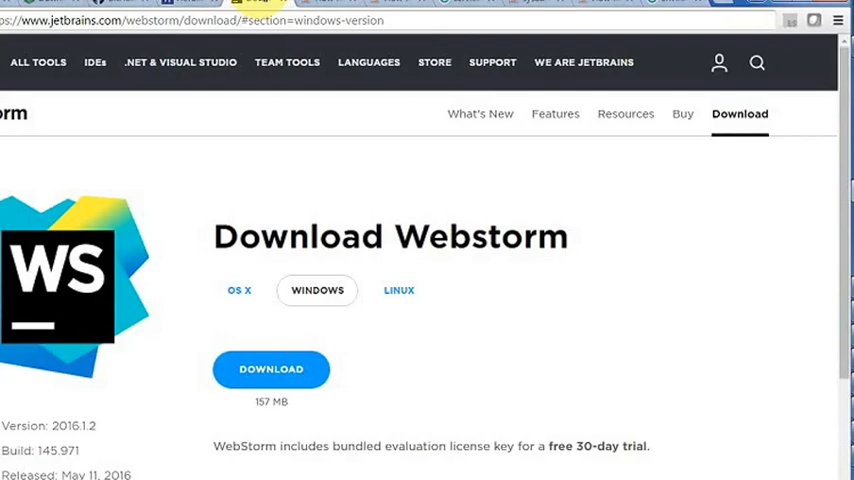 ps://www.jetbrains.com/webstorm/download/#section=windows-version
ALL TOOLS IDEs .NET & VISUAL STUDIO TEAM TOOLS LANGUAGES STORE SUPPORT WE ARE JETBRAINS
orm What's New Features Resources Buy Download
WS
Download Webstorm
OS X WINDOWS LINUX
DOWNLOAD
157 MB
Version: 2016.1.2
WebStorm includes bundled evaluation license key for a free 30-day trial.
Build: 145.971
Released: May 11, 2016